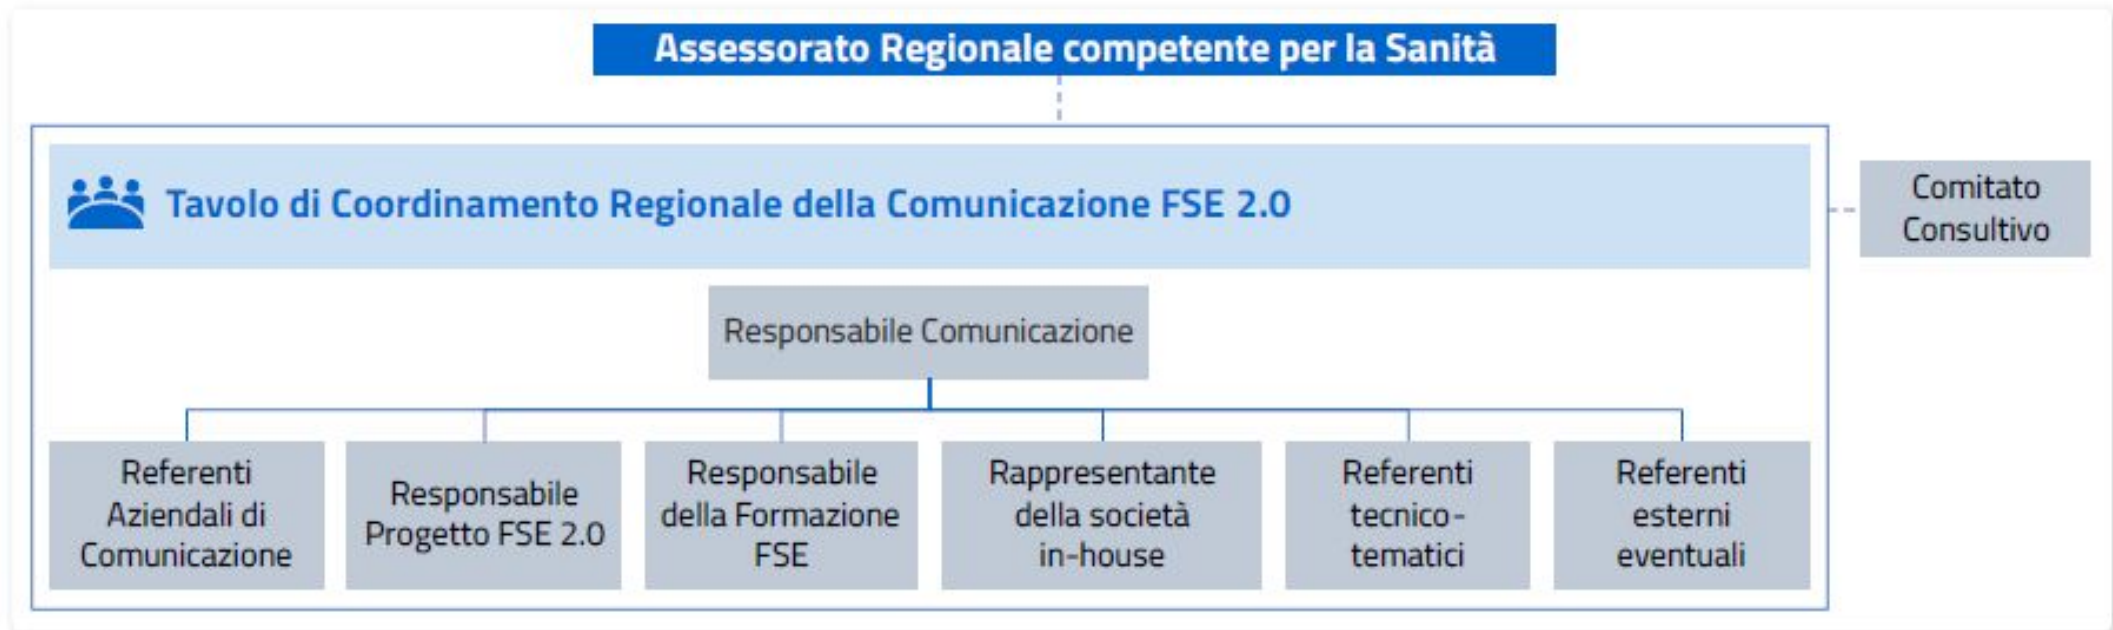 Assessorato Regionale competente per la Sanità
Tavolo di Coordinamento Regionale della Comunicazione FSE 2.0
Comitato
Consultivo
Responsabile Comunicazione
Referenti
Aziendali di
Comunicazione
Responsabile
Progetto FSE 2.0
Responsabile
della Formazione
FSE
Rappresentante
della società
in-house
Referenti
tecnico-
tematici
Referenti
esterni
eventuali